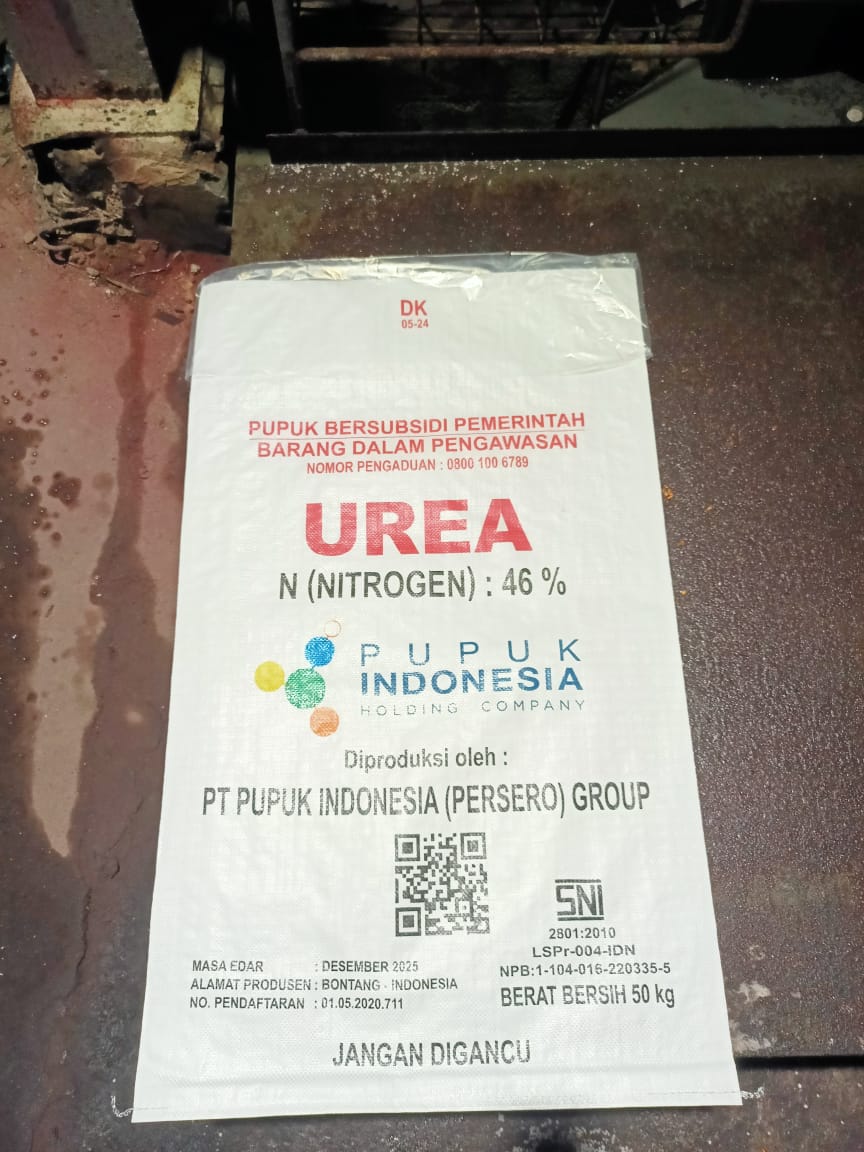 DK
05-24
PUPUK BERSUBSIDI PEMERINTAH
BARANG DALAM PENGAWASAN
NOMOR PENGADUAN : 0800 100 6789
UREA
N (NITROGEN) : 46 %
PUPUK
INDONESIA
HOLDING COMPANY
Diproduksi oleh :
PT PUPUK INDONESIA (PERSERO) GROUP
SNI
2801:2010
LSPr-004-IDN
NPB:1-104-016-220335-5
BERAT BERSIH 50 kg
MASA EDAR : DESEMBER 2025
ALAMAT PRODUSEN : BONTANG - INDONESIA
NO. PENDAFTARAN : 01.05.2020.711
JANGAN DIGANCU